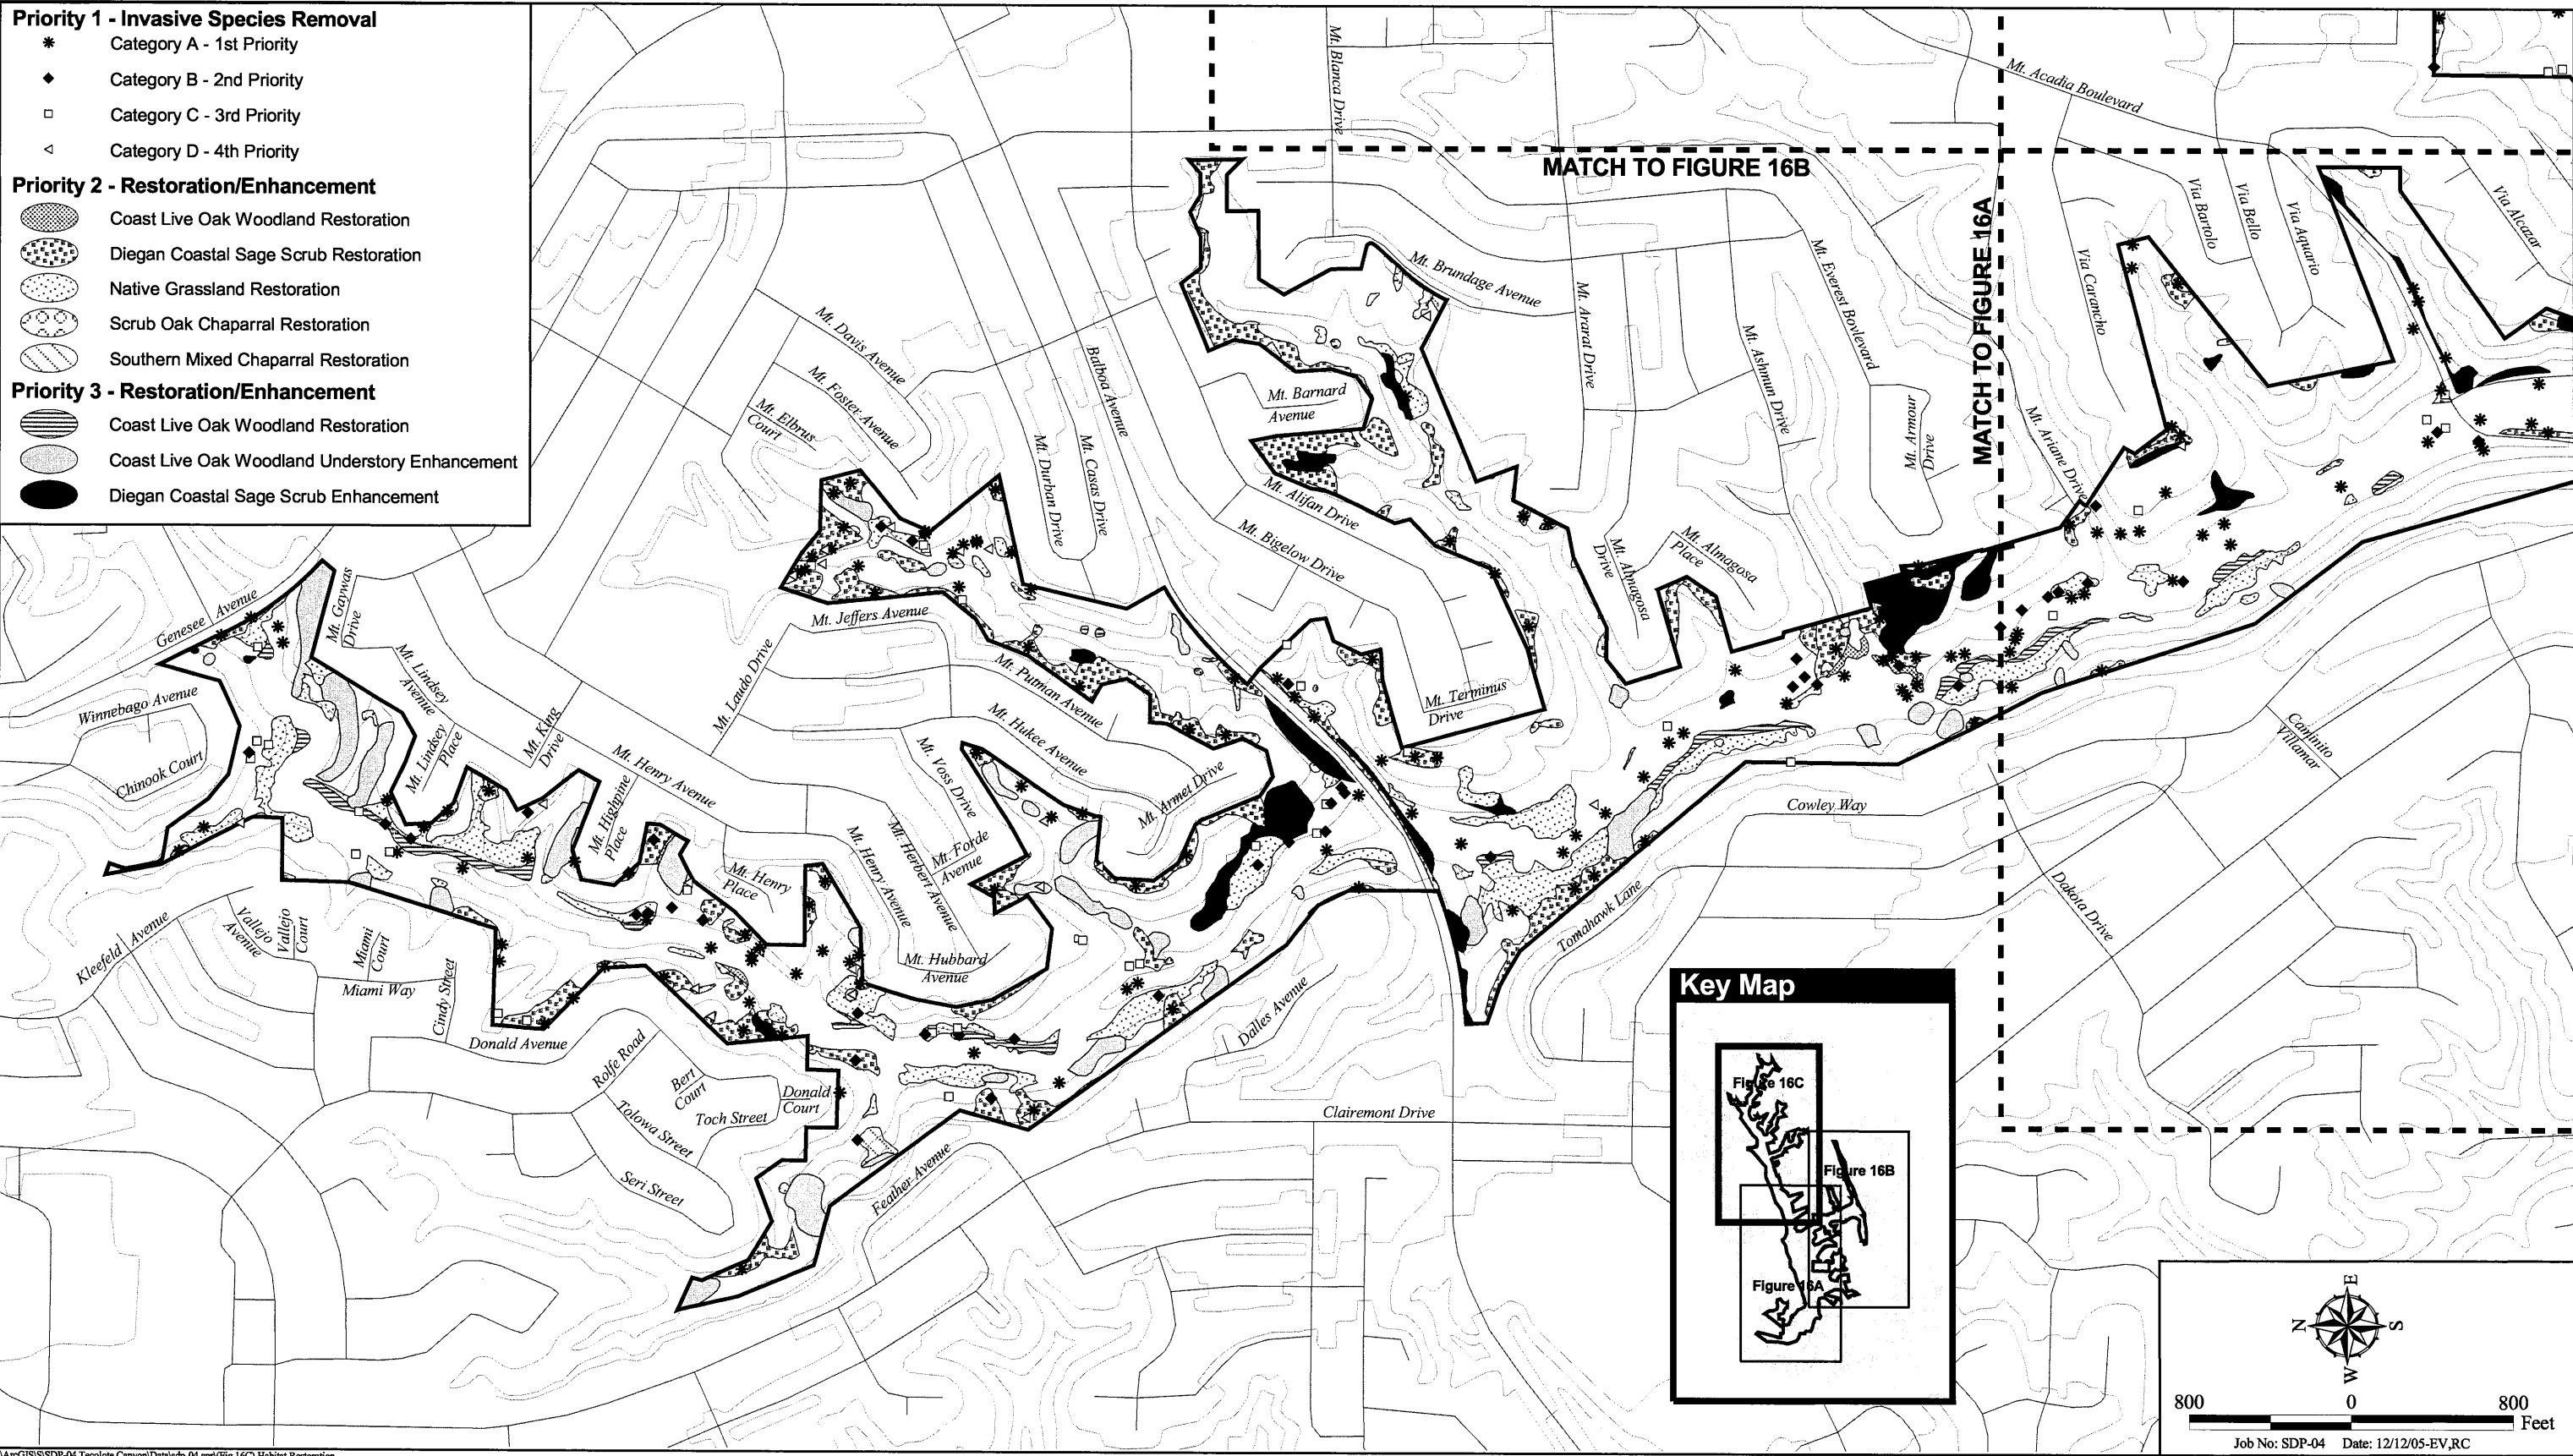 Priority 1 - Invasive Species Removal
Category A - 1st Priority
Category B - 2nd Priority
Category C - 3rd Priority
Category D - 4th Priority
Priority 2 - Restoration/Enhancement
Coast Live Oak Woodland Restoration
Diegan Coastal Sage Scrub Restoration
Native Grassland Restoration
Scrub Oak Chaparral Restoration
Southern Mixed Chaparral Restoration
Priority 3 - Restoration/Enhancement
Coast Live Oak Woodland Restoration
Coast Live Oak Woodland Understory Enhancement
Diegan Coastal Sage Scrub Enhancement
Mt. Blanca Drive
MATCH TO FIGURE 16B
Mt. Acadia Boulevard
MATCH TO FIGURE 16A
Via Bartolo
Via Bello
Via Aquario
Via Alcazar
Via Carancho
Mt. Brundage Avenue
Mt. Ararat Drive
Mt. Everest Bovlevard
Mt. Ashmun Drive
Mt. Armour
Drive
Mt. Ariane Drive
Mt. Davis Avenue
Mt. Foster Avenue
Mt. Elbrus
Court
Balboa Avenue
Mt. Durban Drive
Mt. Casas Drive
Mt. Barnard
Avenue
Mt. Alifan Drive
Mt. Bigelow Drive
Mt. Almagosa
Drive
Mt. Almagosa
Place
Genesee Avenue
Mt. Gaywas
Drive
Mt. Jeffers Avenue
Mt. Laudo Drive
Mt. Lindsey
Avenue
Mt. Lindsey
Place
Mt. King
Drive
Mt. Putman Avenue
Mt. Hukee Avenue
Mt. Terminus
Drive
Winnebago Avenue
Chinook Court
Mt. Henry Avenue
Mt. Highpine
Place
Mt. Voss Drive
Mt. Armet Drive
Mt. Forde
Avenue
Mt. Henry
Place
Mt. Henry Avenue
Mt. Herbert Avenue
Mt. Hubbard
Avenue
Cowley Way
Tomahawk Lane
Dakota Drive
Caminito
Villamar
Kleefeld Avenue
Vallejo
Avenue
Vallejo
Court
Miami
Court
Miami Way
Cindy Street
Donald Avenue
Rolfe Road
Bert
Court
Toch Street
Donald
Court
Tolowa Street
Seri Street
Feather Avenue
Dalles Avenue
Clairemont Drive
Key Map
Figure 16C
Figure 16B
Figure 16A
E
N
S
W
800
0
800
Feet
Job No: SDP-04 Date: 12/12/05-EV,RC